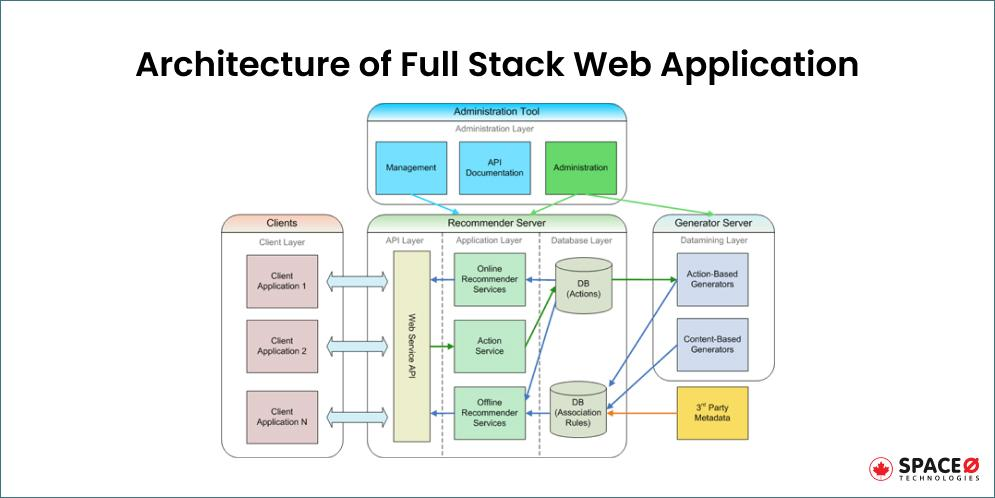 Architecture of Full Stack Web Application
Administration Tool
Administration Layer
Management
API
Documentation
Administration
Clients
Client Layer
Client
Application 1
Client
Application 2
Client
Application N
Recommender Server
API Layer
Application Layer
Database Layer
Web Service API
Online
Recommender
Services
Action
Service
Offline
Recommender
Services
DB
(Actions)
DB
(Association
Rules)
Generator Server
Datamining Layer
Action-Based
Generators
Content-Based
Generators
3rd Party
Metadata
SPACEO
TECHNOLOGIES